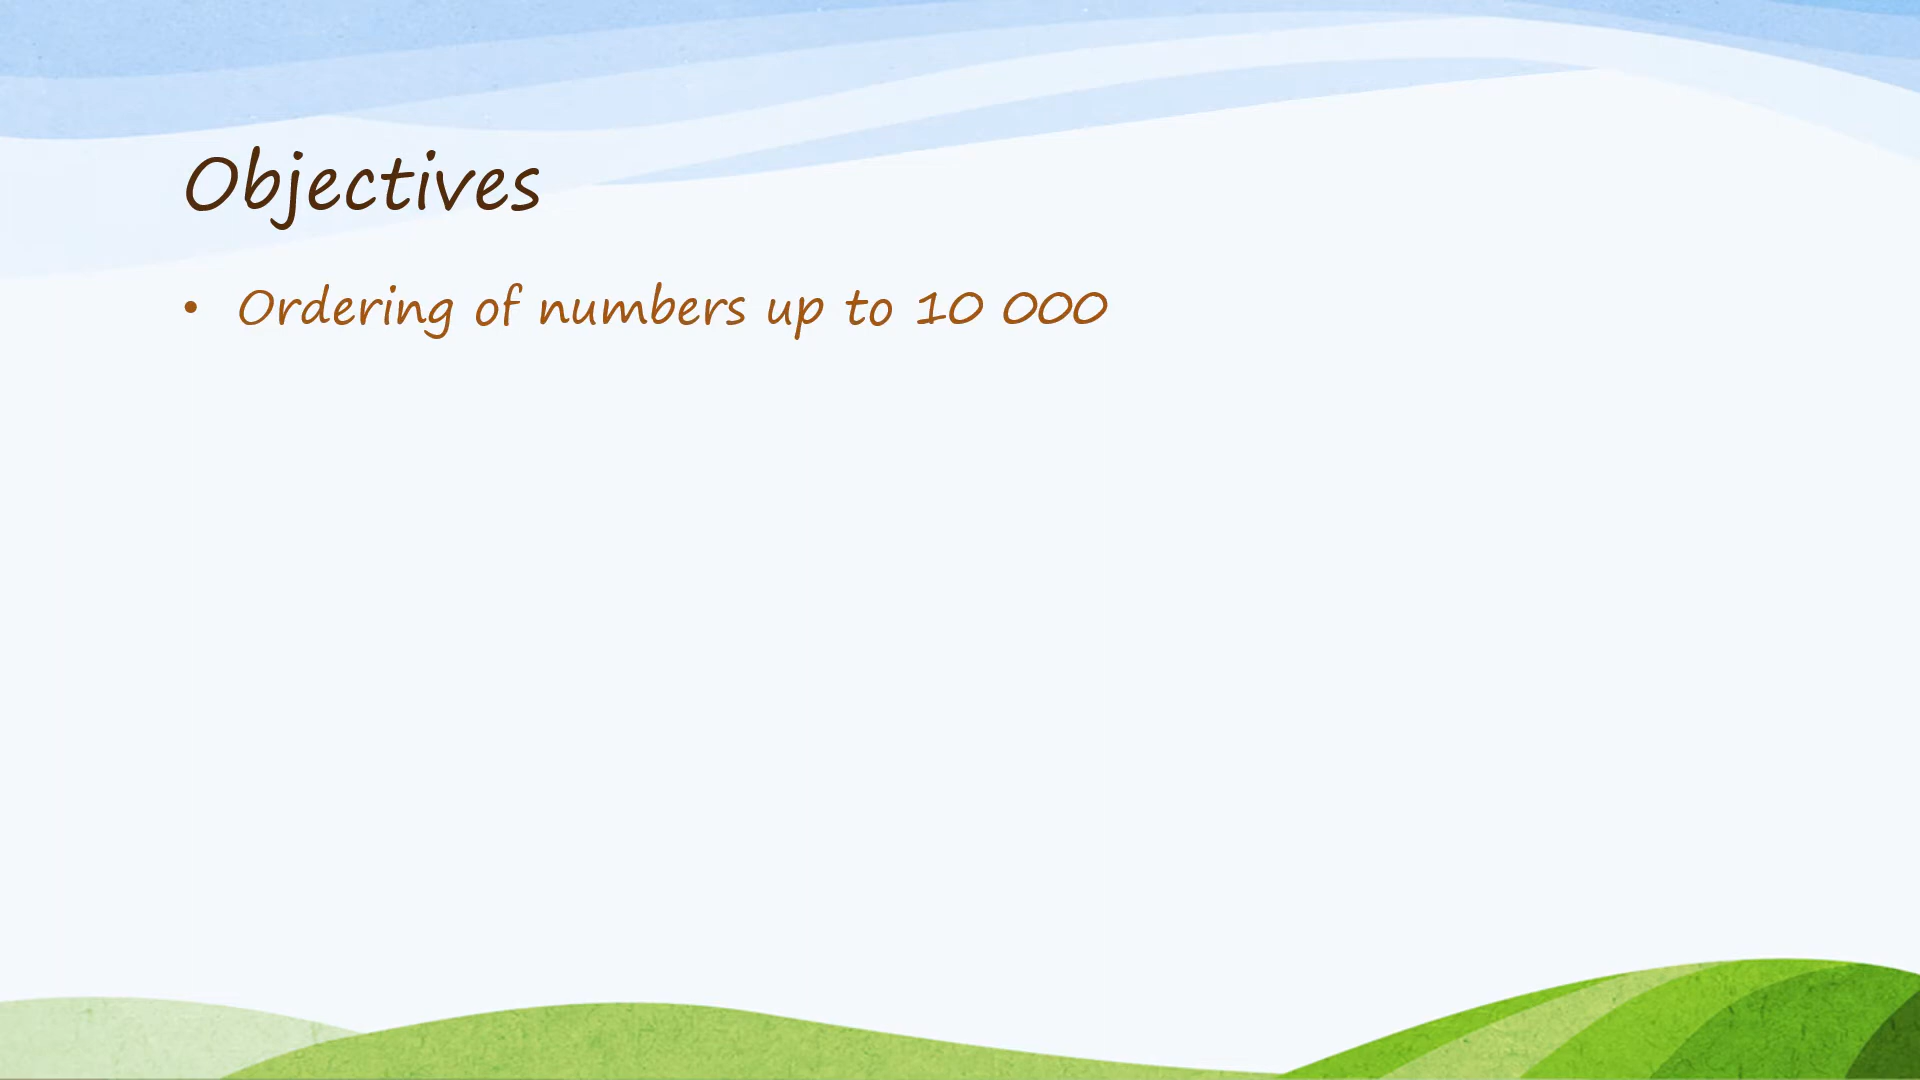 Objectives
• Ordering of numbers up to 10 000